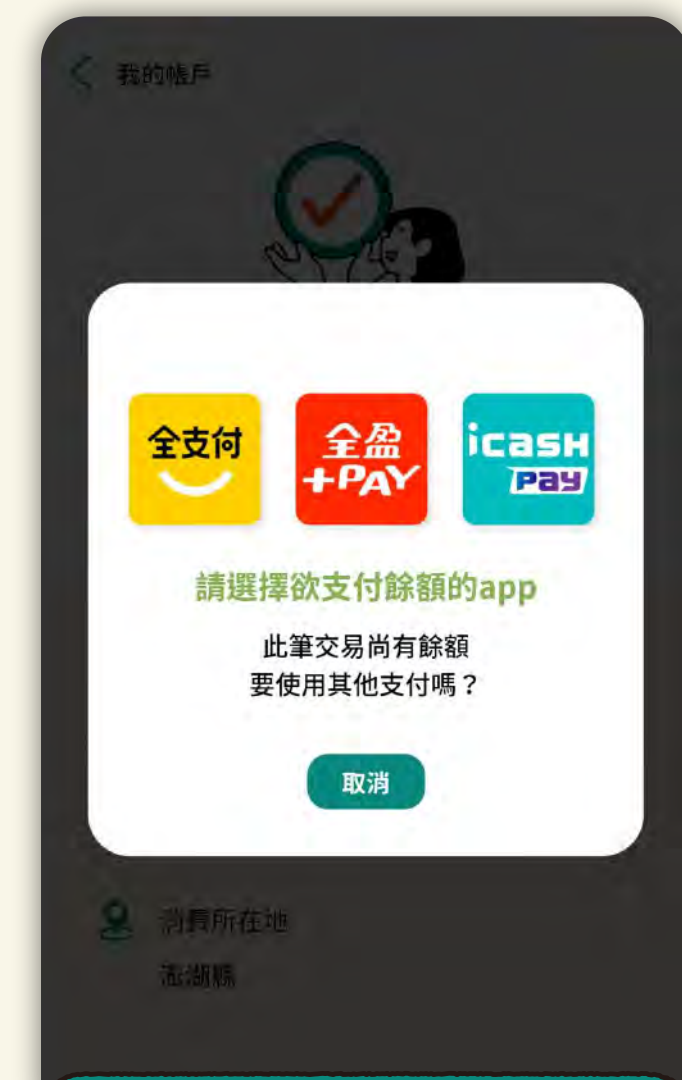 我的帳戶
全支付
全盈
+PAY
icash
Pay
請選擇欲支付餘額的app
此筆交易尚有餘額
要使用其他支付嗎？
取消
消費所在地
澎湖縣